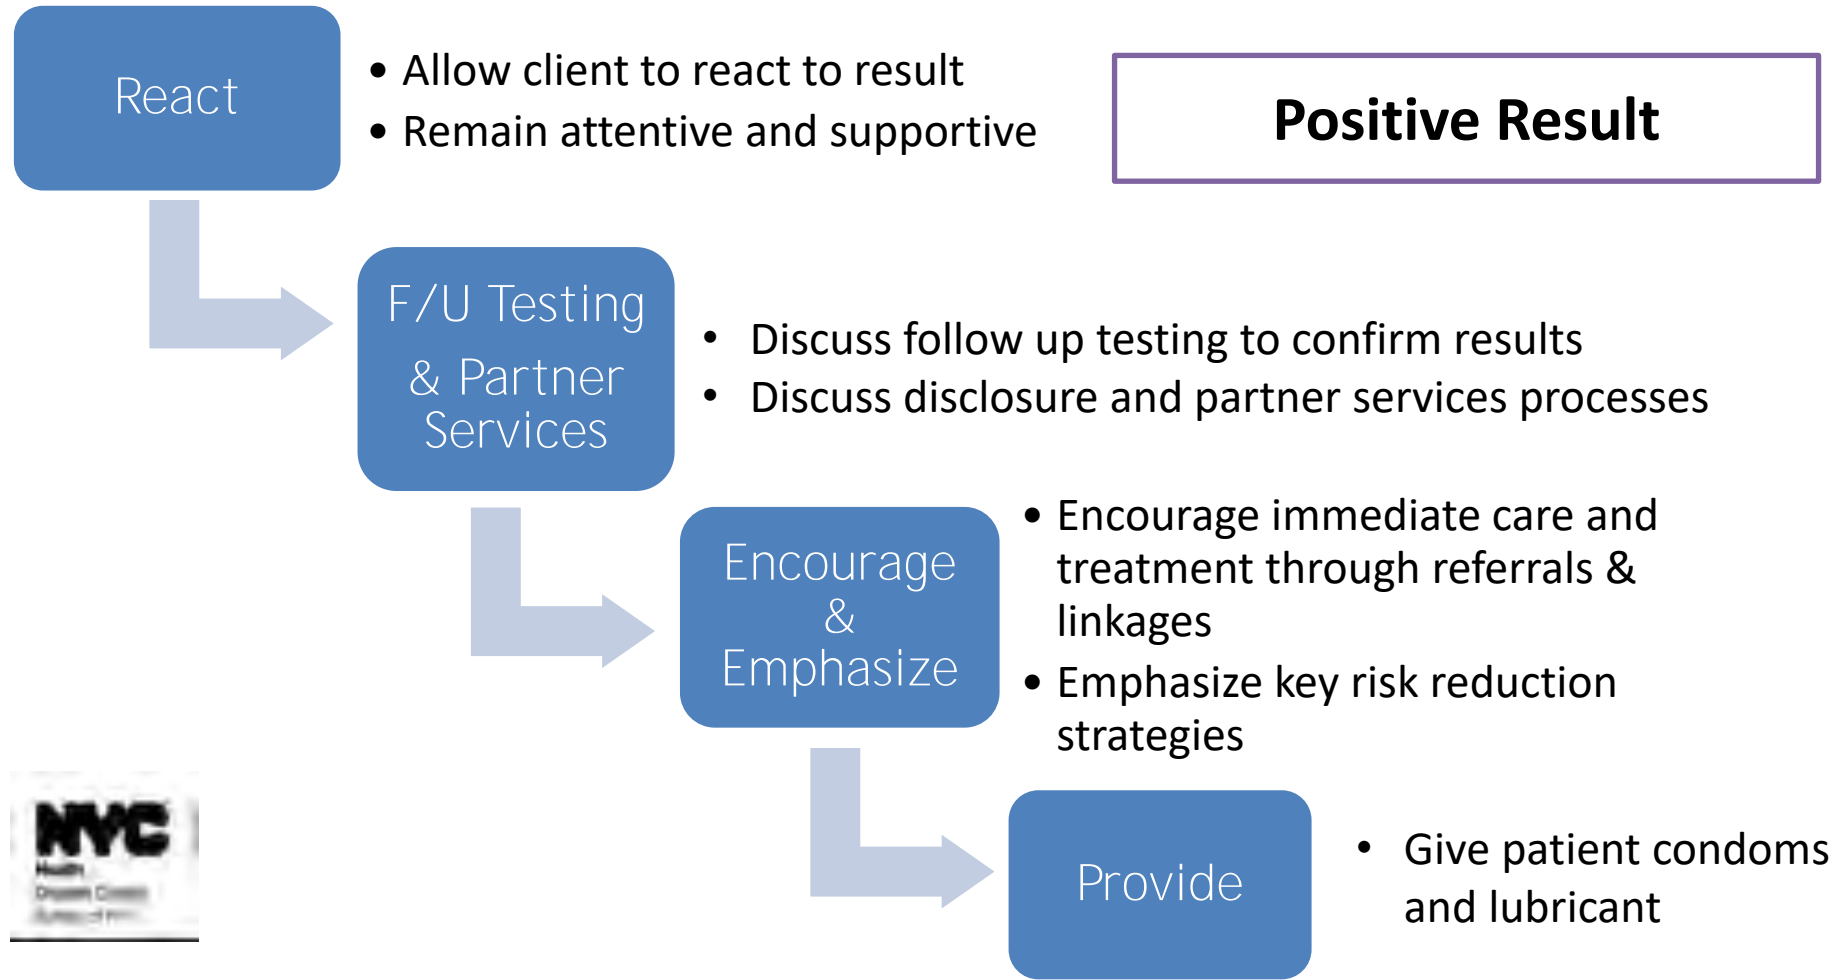 React
• Allow client to react to result
• Remain attentive and supportive
Positive Result
F/U Testing
& Partner
Services
• Discuss follow up testing to confirm results
• Discuss disclosure and partner services processes
Encourage
&
Emphasize
• Encourage immediate care and
treatment through referrals &
linkages
• Emphasize key risk reduction
strategies
Provide
• Give patient condoms
and lubricant
NYC
Health